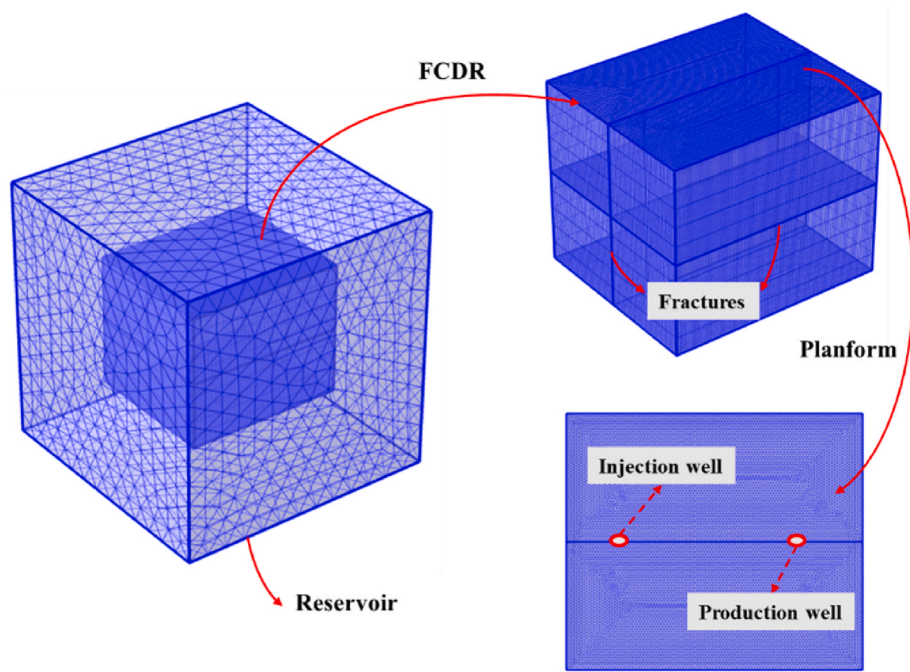 FCDR
Fractures
Planform
Injection well
Production well
Reservoir